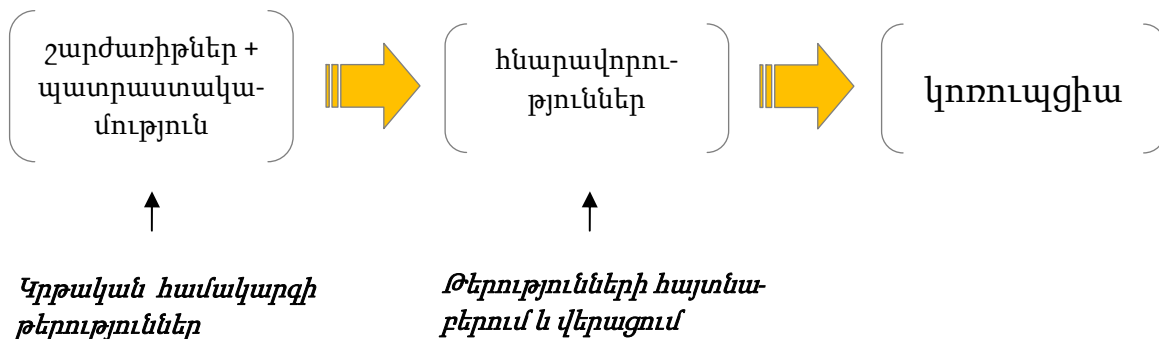 շարժառիթներ +
պատրաստակա-
մություն
հնարավորու-
թյուններ
կոռուպցիա
Կրթական համակարգի
թերություններ
Թերությունների հայտնա-
բերում և վերացում